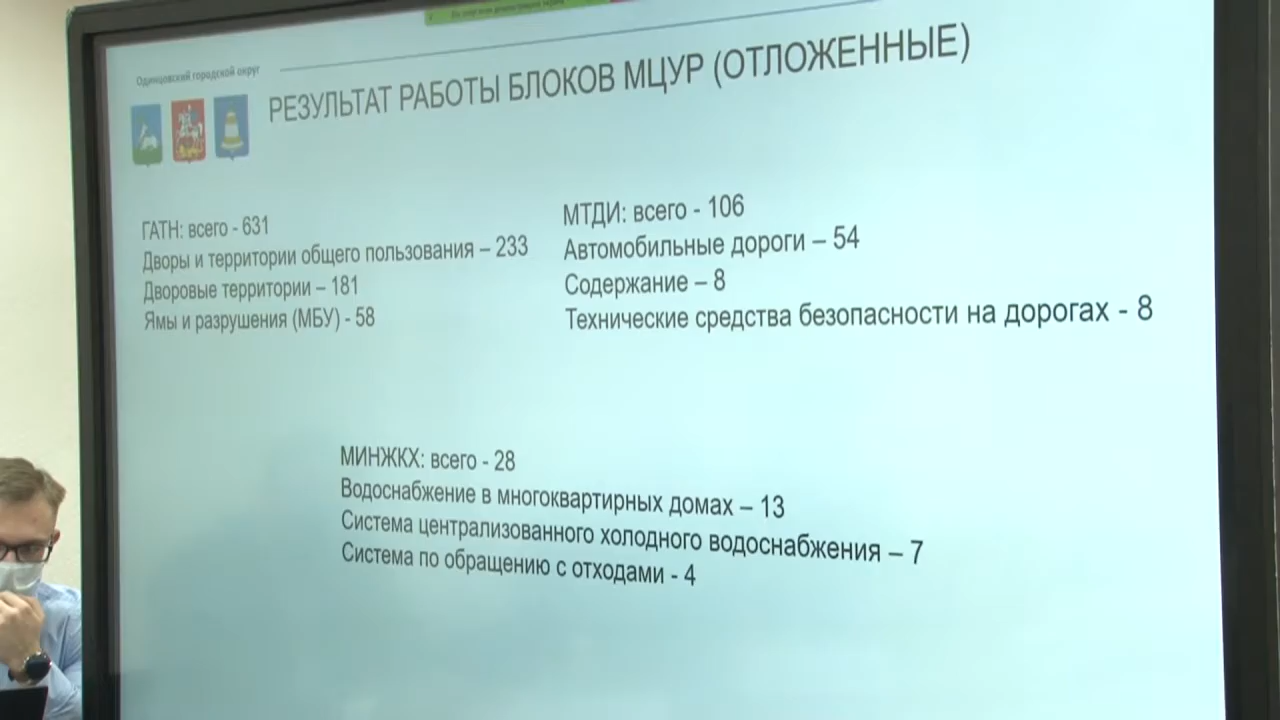 Одинцовский городской округ
РЕЗУЛЬТАТ РАБОТЫ БЛОКОВ МЦУР (ОТЛОЖЕННЫЕ)
ГАТН: всего - 631
Дворы и территории общего пользования – 233
Дворовые территории – 181
Ямы и разрушения (МБУ) - 58
МТДИ: всего - 106
Автомобильные дороги – 54
Содержание – 8
Технические средства безопасности на дорогах - 8
МИНЖКХ: всего - 28
Водоснабжение в многоквартирных домах – 13
Система централизованного холодного водоснабжения – 7
Система по обращению с отходами - 4